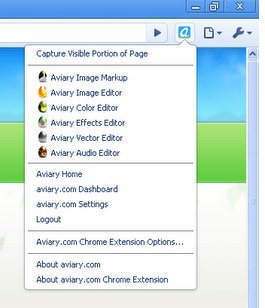 Capture Visible Portion of Page
Aviary Image Markup
Aviary Image Editor
Aviary Color Editor
Aviary Effects Editor
Aviary Vector Editor
Aviary Audio Editor
Aviary Home
aviary.com Dashboard
aviary.com Settings
Logout
Aviary.com Chrome Extension Options...
About aviary.com
About aviary.com Chrome Extension